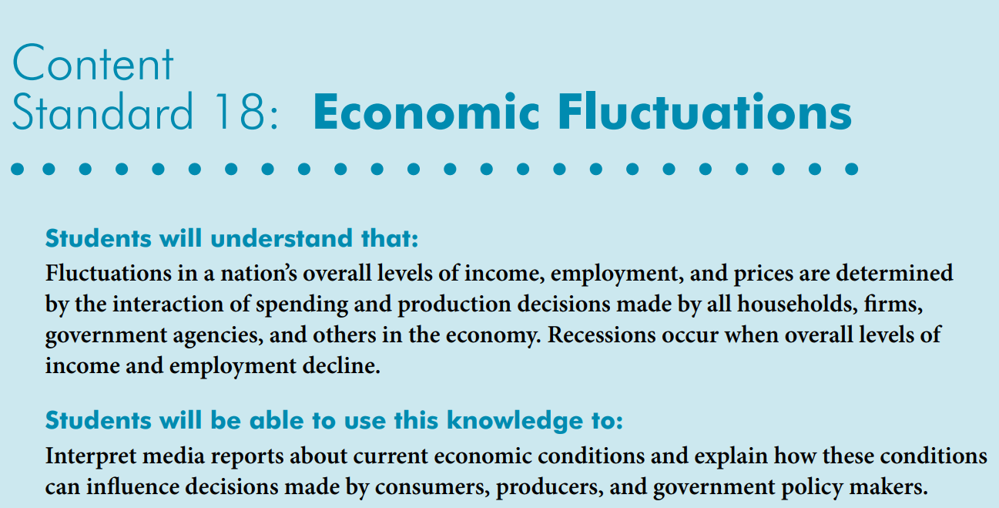 Content
Standard 18: Economic Fluctuations
Students will understand that:
Fluctuations in a nation’s overall levels of income, employment, and prices are determined
by the interaction of spending and production decisions made by all households, firms,
government agencies, and others in the economy. Recessions occur when overall levels of
income and employment decline.
Students will be able to use this knowledge to:
Interpret media reports about current economic conditions and explain how these conditions
can influence decisions made by consumers, producers, and government policy makers.